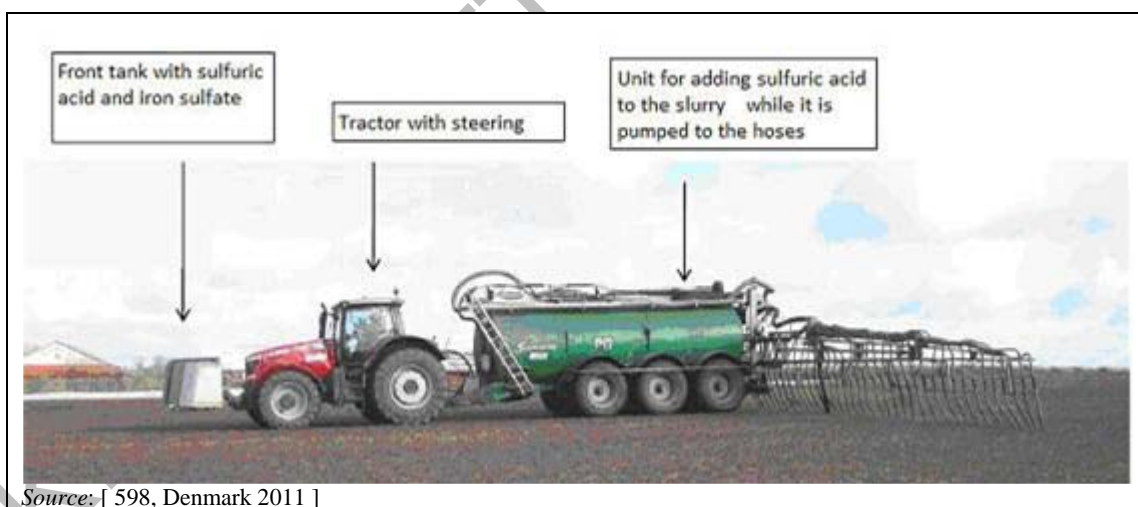 Front tank with sulfuric
acid and iron sulfate
Tractor with steering
Unit for adding sulfuric acid
to the slurry while it is
pumped to the hoses
PG
Source: [ 598, Denmark 2011 ]